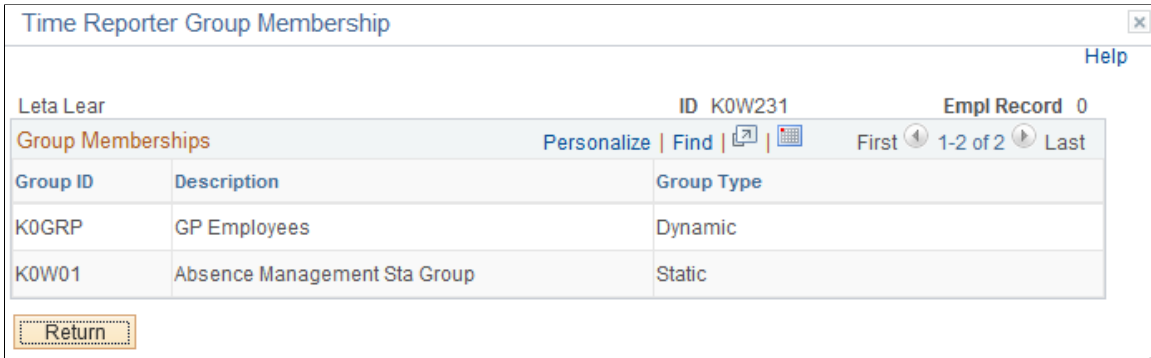 Time Reporter Group Membership
Help
Leta Lear ID K0W231 Empl Record 0
Group Memberships Personalize | Find | | First 1-2 of 2 Last
Group ID Description Group Type
K0GRP GP Employees Dynamic
K0W01 Absence Management Sta Group Static
Return